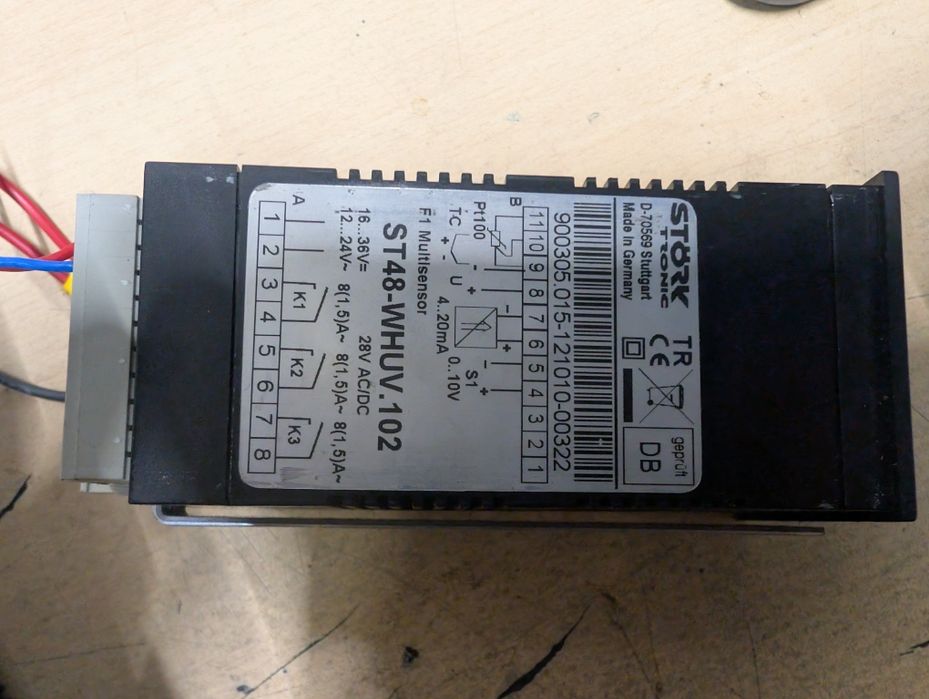 STÖRK
TRONIC
D-70569 Stuttgart
Made in Germany
TR
CE
geprüft
DB
900305.015-121010-00322
11 10 9 8 7 6 5 4 3 2 1
B
Pt100
TC
+ -
- +
U
4..20mA
- +
0..10V
S1
- +
F1 Multisensor
ST48-WHUV.102
16...36V= 28V AC/DC
12...24V~ 8(1,5)A~ 8(1,5)A~ 8(1,5)A~
A
K1 K2 K3
1 2 3 4 5 6 7 8